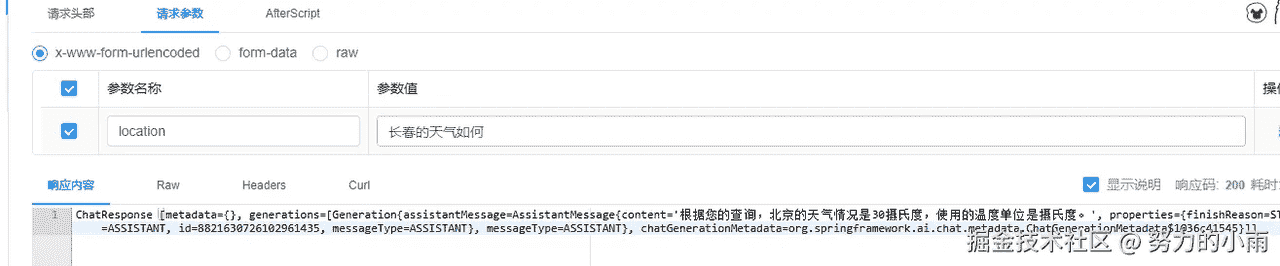 请求头部 请求参数 AfterScript
x-www-form-urlencoded form-data raw
参数名称 参数值
location 长春的天气如何
响应内容 Raw Headers Curl 显示说明 响应码: 200 耗时:
1 ChatResponse [metadata={}, generations=[Generation{assistantMessage=AssistantMessage{content='根据您的查询，北京的天气情况是30摄氏度，使用的温度单位是摄氏度。', properties={finishReason=ST
=ASSISTANT, id=8821630726102961435, messageType=ASSISTANT}, messageType=ASSISTANT}, chatGenerationMetadata=org.springframework.ai.chat.metadata.ChatGenerationMetadata$1@36c41545}]]
掘金技术社区 @ 努力的小雨